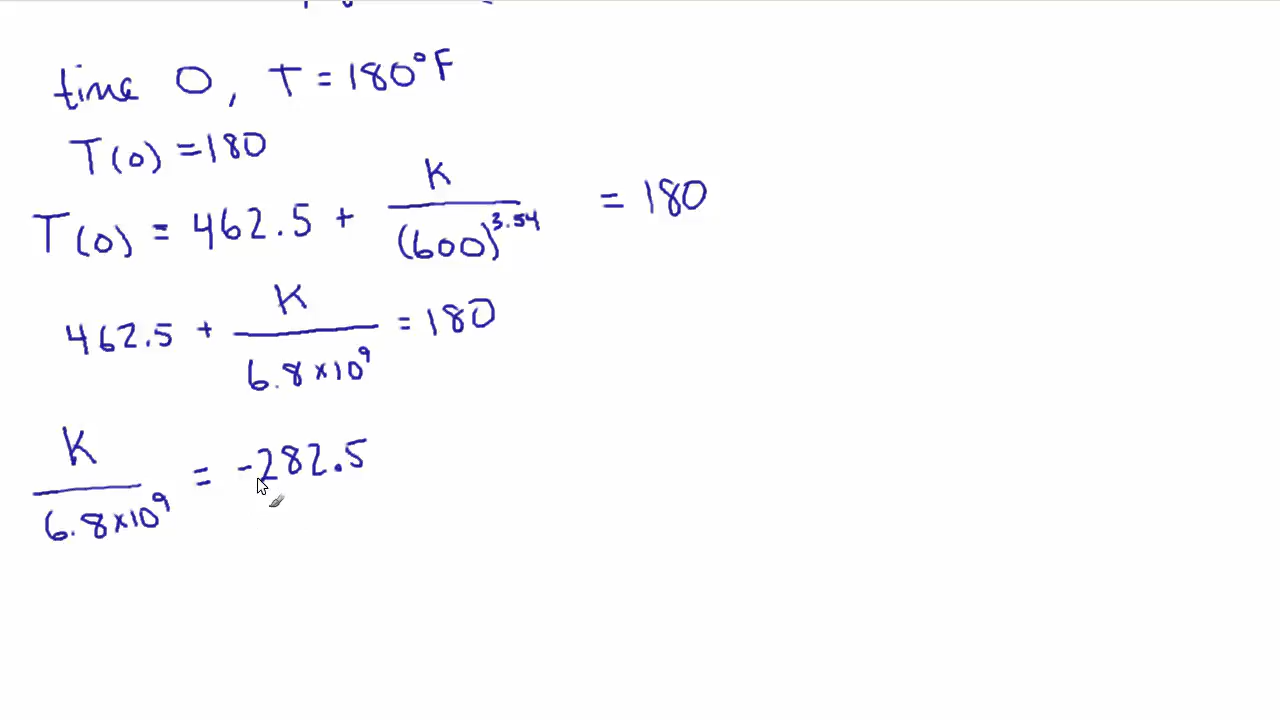 time 0, T = 180°F
T(0) = 180
T(0) = 462.5 + K/(600)^3.54 = 180
462.5 + K/6.8×10^9 = 180
K/6.8×10^9 = -282.5